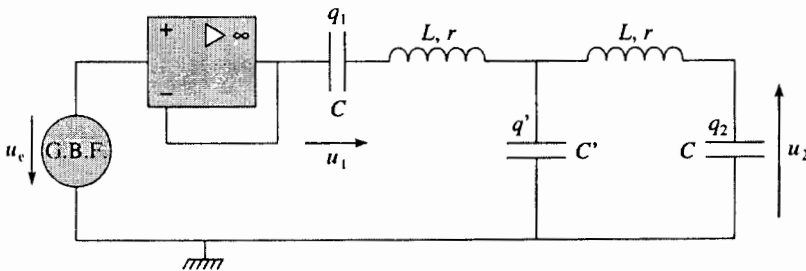 q₁
+ ▷ ∞
−
C
L, r
L, r
uₑ
G.B.F.
u₁
q'
C'
q₂
C
u₂